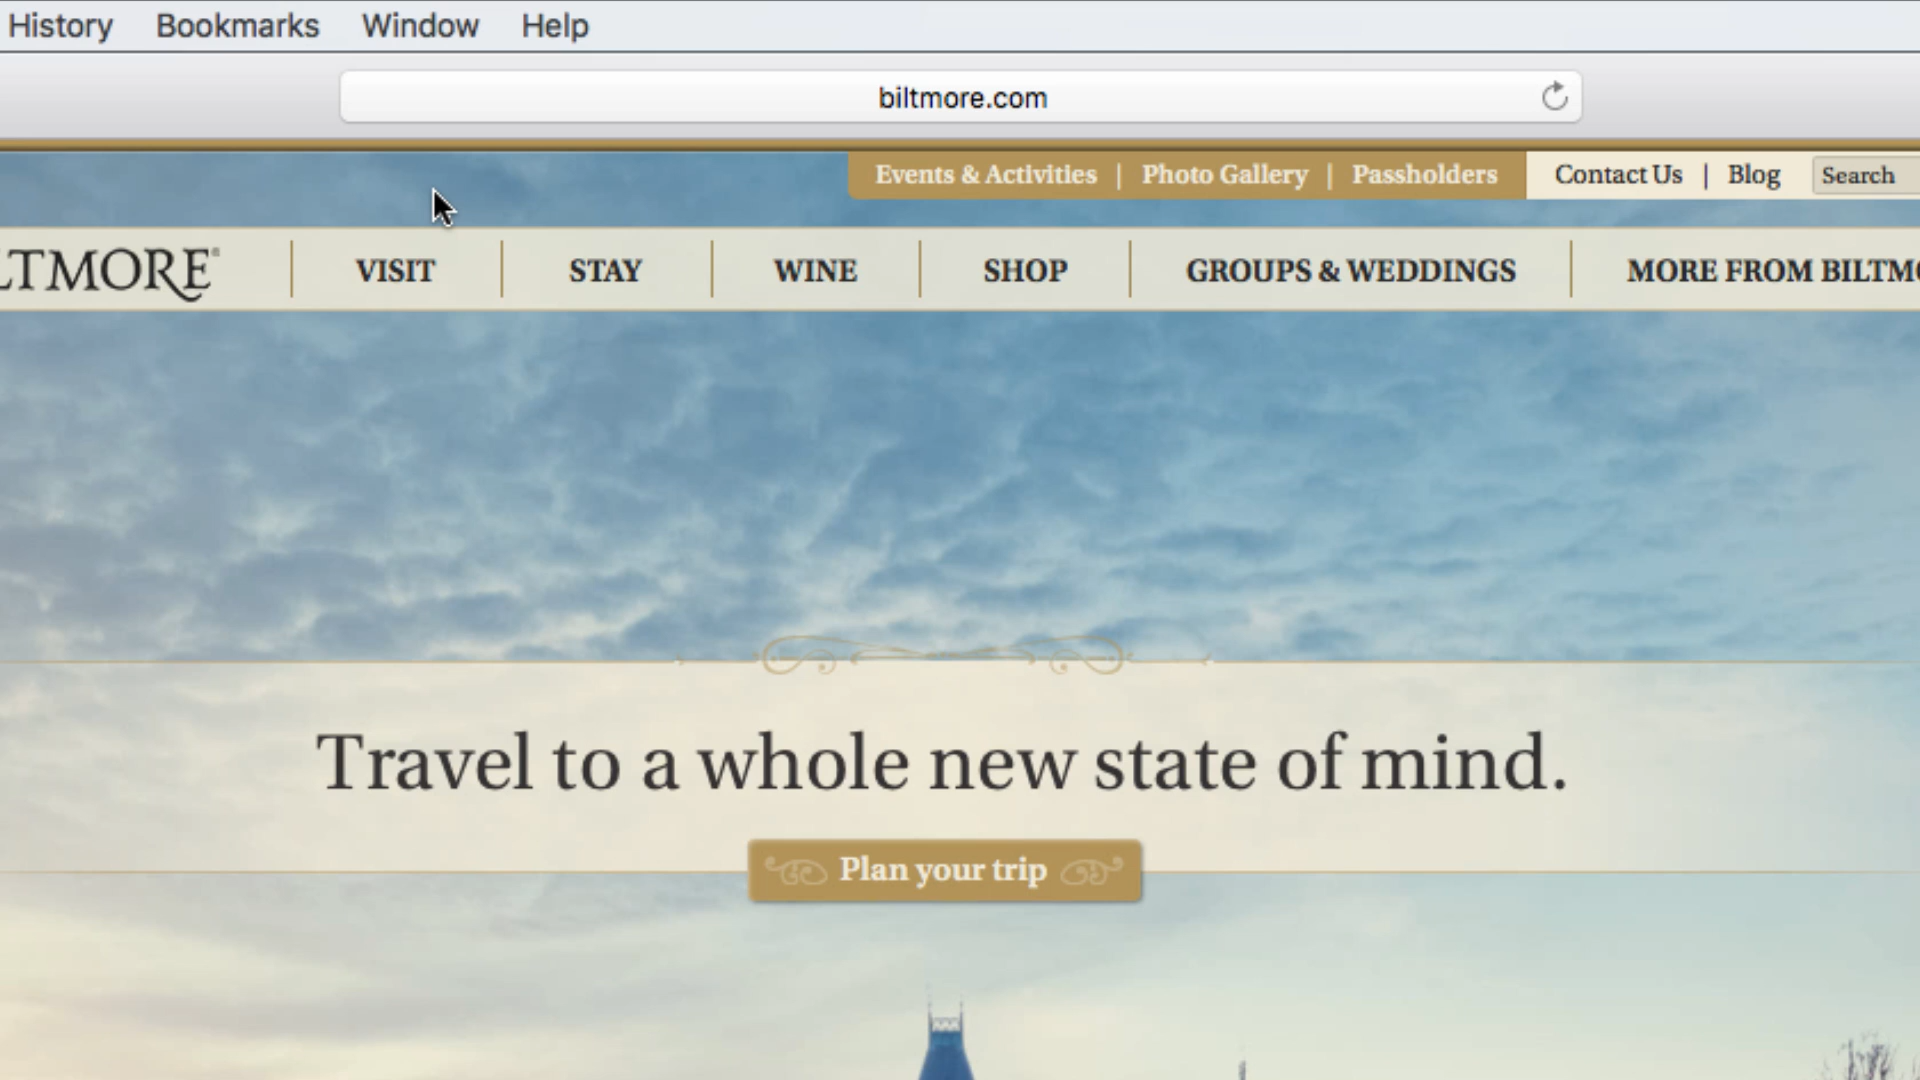 History Bookmarks Window Help
biltmore.com
Events & Activities | Photo Gallery | Passholders Contact Us | Blog Search
LTMORE® VISIT STAY WINE SHOP GROUPS & WEDDINGS MORE FROM BILTMO
Travel to a whole new state of mind.
Plan your trip